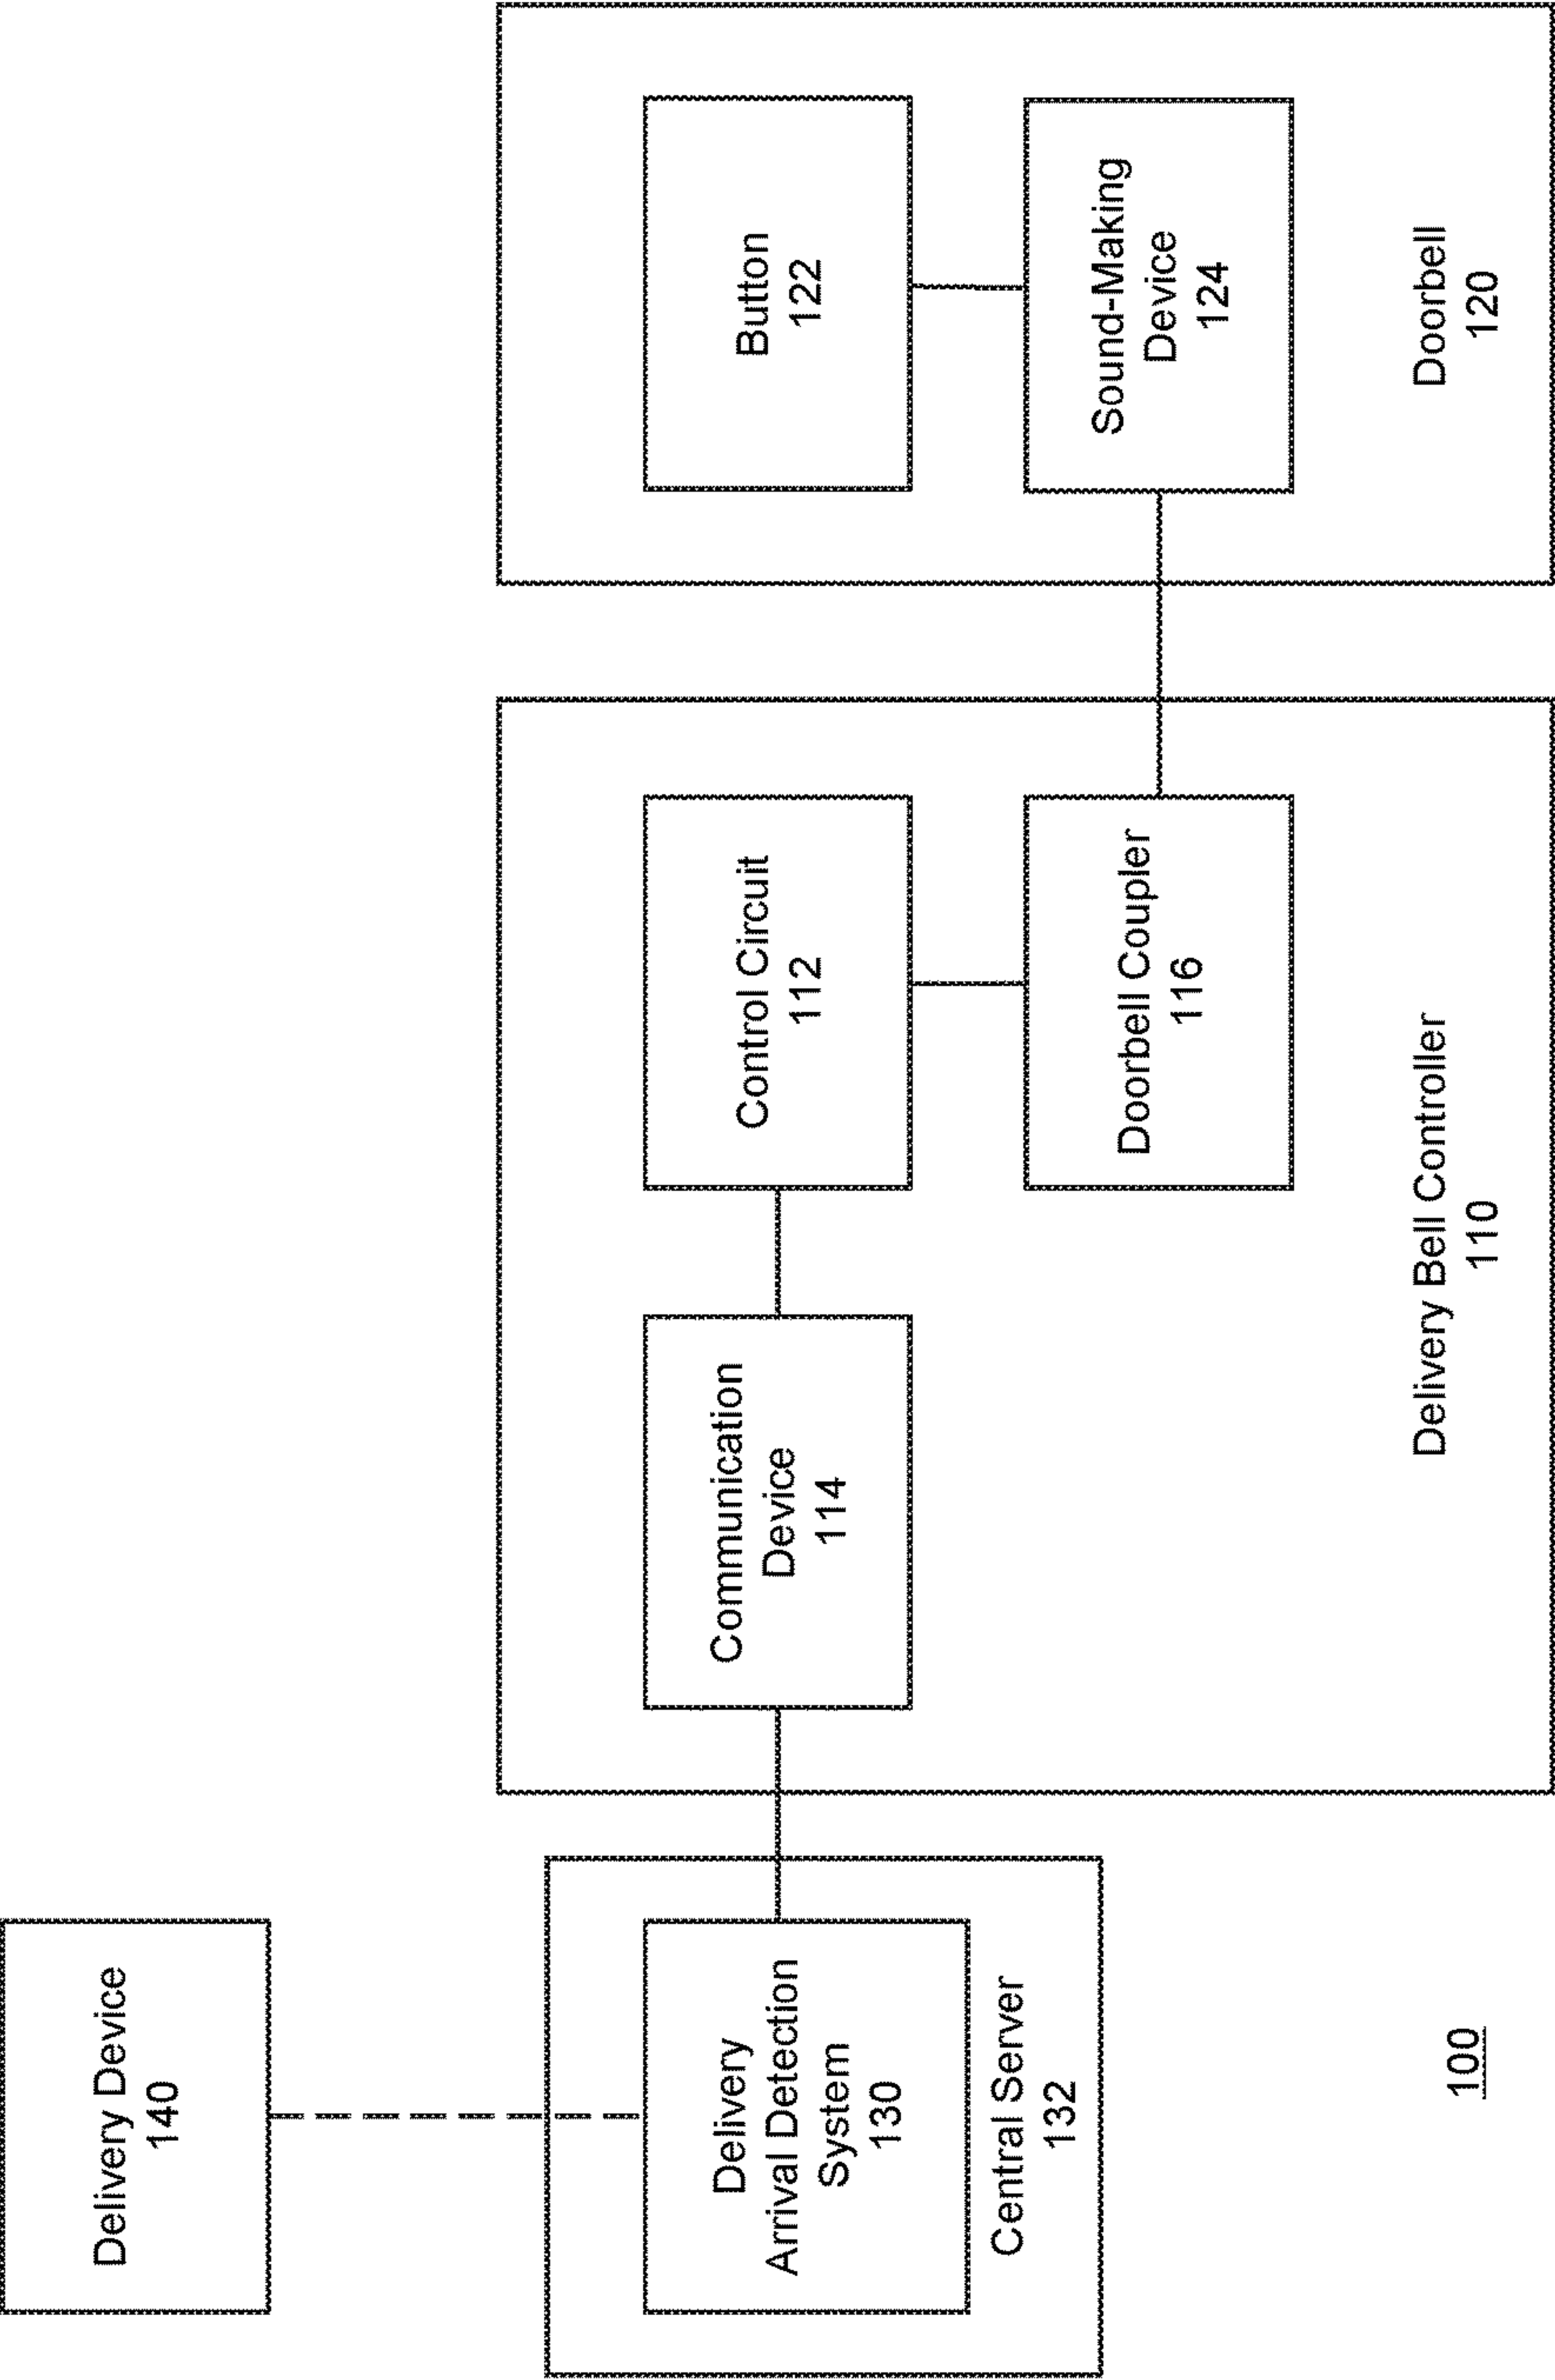 Delivery Device
140
Delivery
Arrival Detection
System
130
Central Server
132
100
Communication
Device
114
Control Circuit
112
Doorbell Coupler
116
Delivery Bell Controller
110
Button
122
Sound-Making
Device
124
Doorbell
120